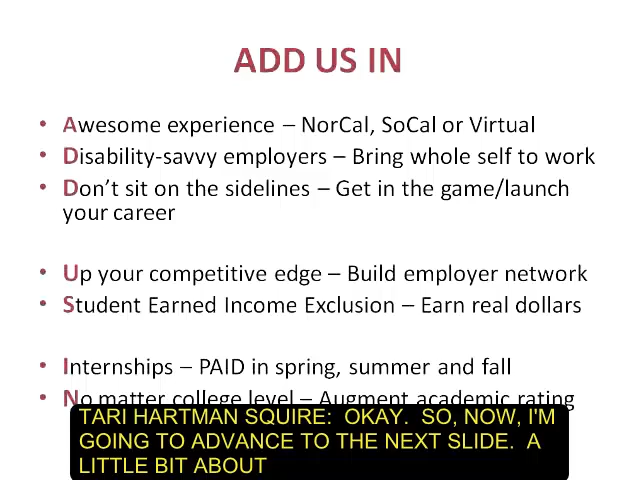 ADD US IN
• Awesome experience – NorCal, SoCal or Virtual
• Disability-savvy employers – Bring whole self to work
• Don't sit on the sidelines – Get in the game/launch
your career
• Up your competitive edge – Build employer network
• Student Earned Income Exclusion – Earn real dollars
• Internships – PAID in spring, summer and fall
• No matter college level – Augment academic rating
TARI HARTMAN SQUIRE: OKAY. SO, NOW, I'M
GOING TO ADVANCE TO THE NEXT SLIDE. A
LITTLE BIT ABOUT